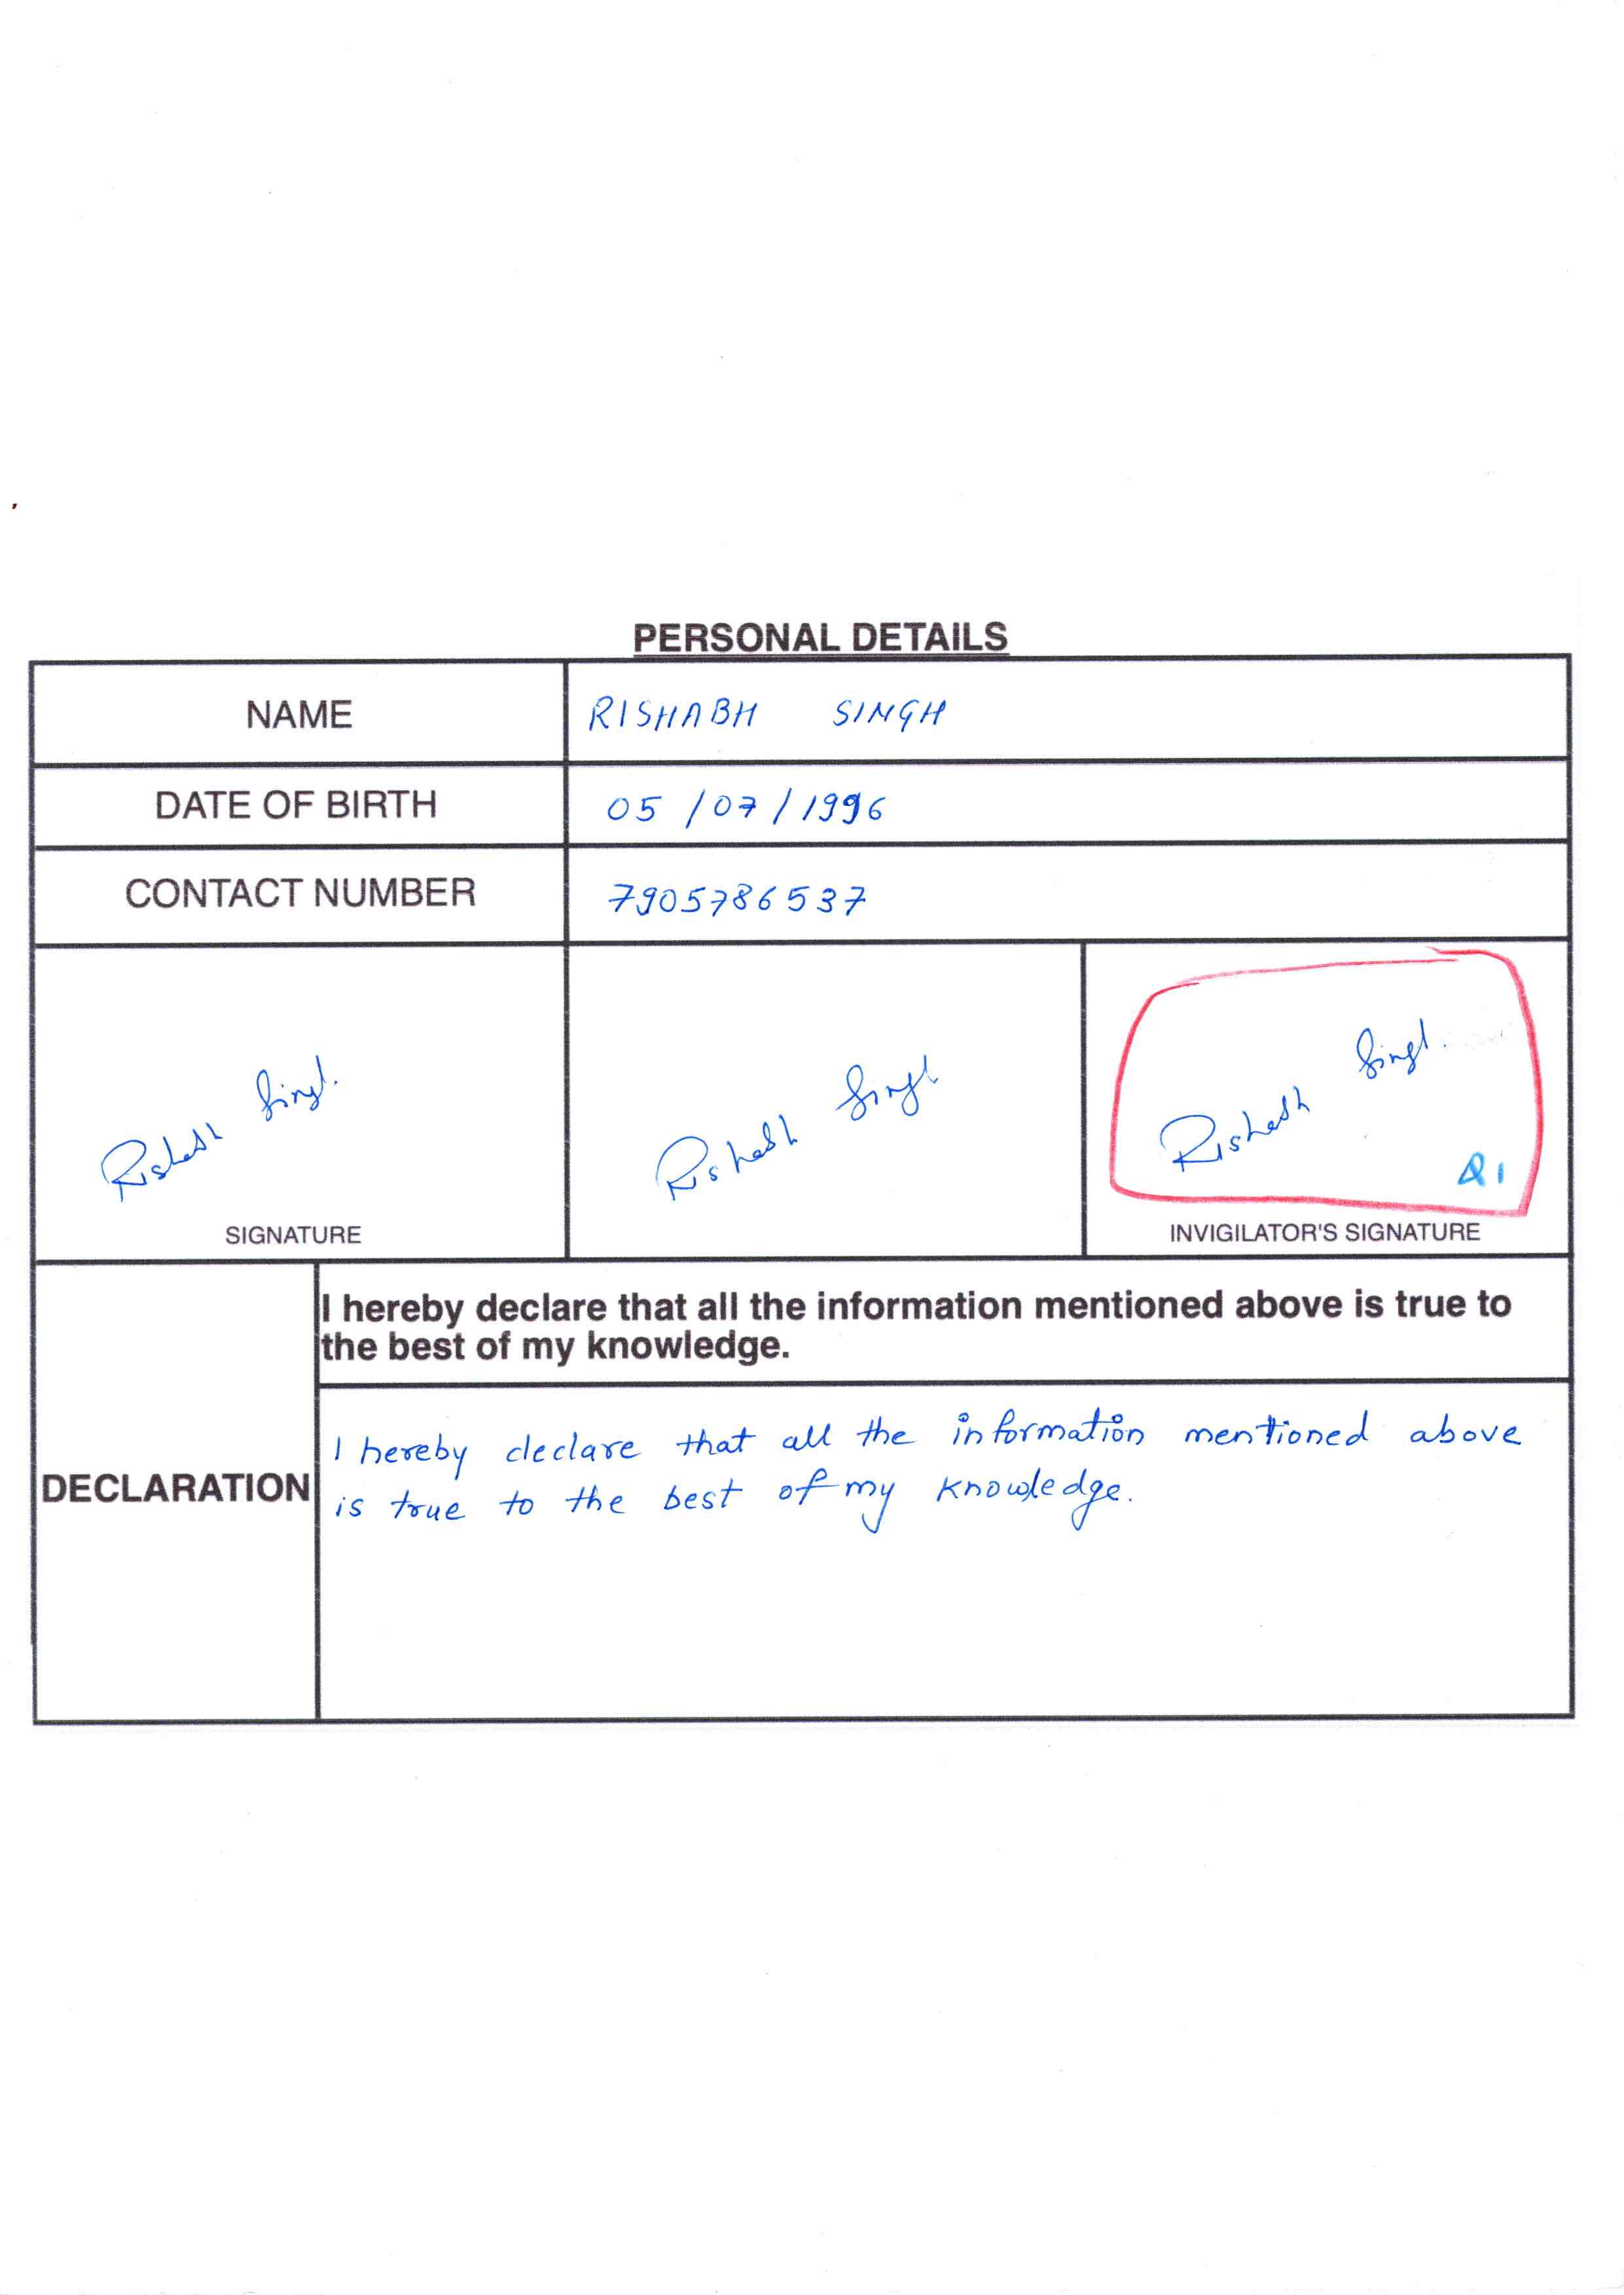 PERSONAL DETAILS
NAME RISHABH SINGH
DATE OF BIRTH 05/07/1996
CONTACT NUMBER 7905786537
Rishabh Singh. Rishabh Singh Rishabh Singh.
Q1
SIGNATURE INVIGILATOR'S SIGNATURE
I hereby declare that all the information mentioned above is true to
the best of my knowledge.
DECLARATION
I hereby declare that all the information mentioned above
is true to the best of my knowledge.